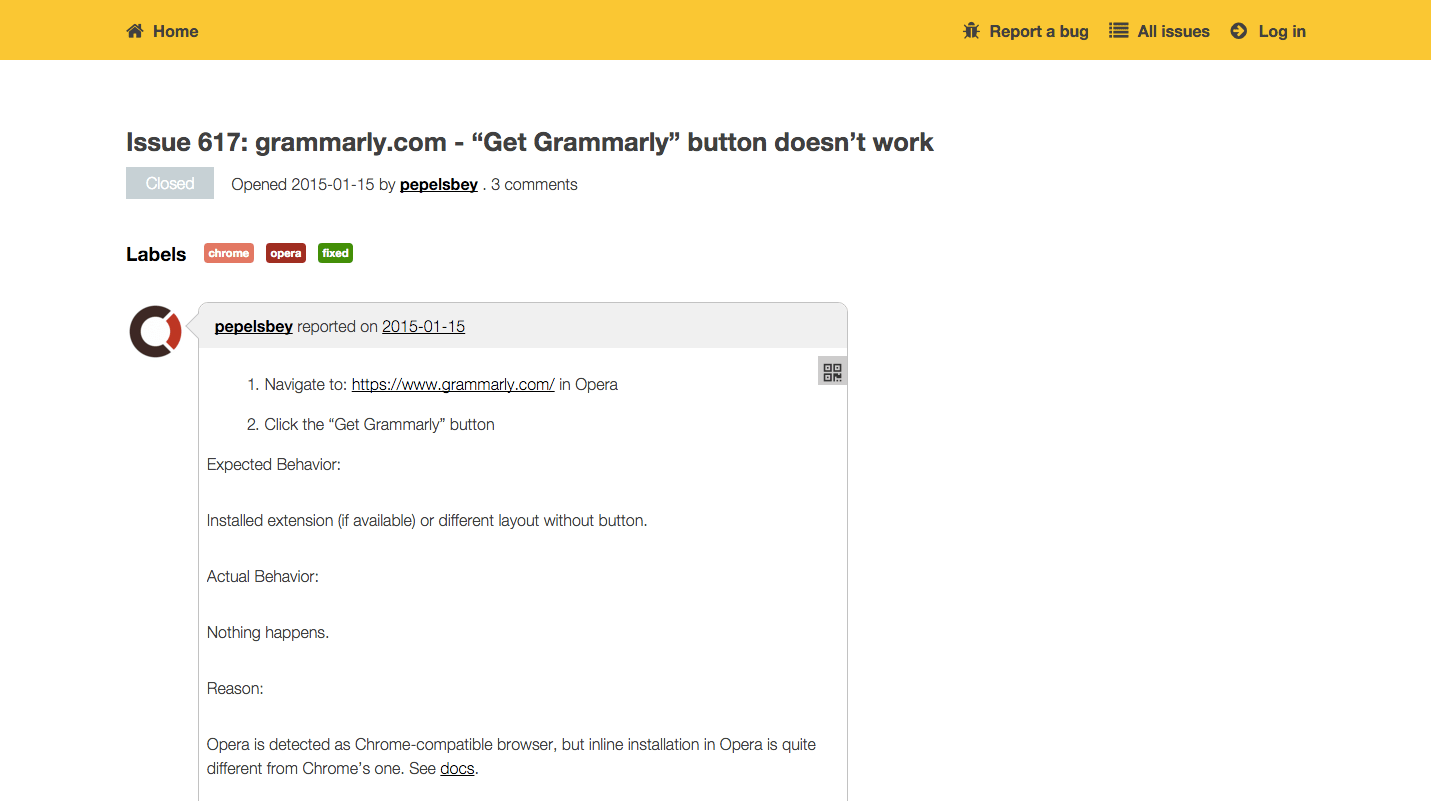 Home Report a bug All issues Log in
Issue 617: grammarly.com - “Get Grammarly” button doesn’t work
Closed Opened 2015-01-15 by pepelsbey . 3 comments
Labels chrome opera fixed
pepelsbey reported on 2015-01-15
1. Navigate to: https://www.grammarly.com/ in Opera
2. Click the “Get Grammarly” button
Expected Behavior:
Installed extension (if available) or different layout without button.
Actual Behavior:
Nothing happens.
Reason:
Opera is detected as Chrome-compatible browser, but inline installation in Opera is quite
different from Chrome’s one. See docs.